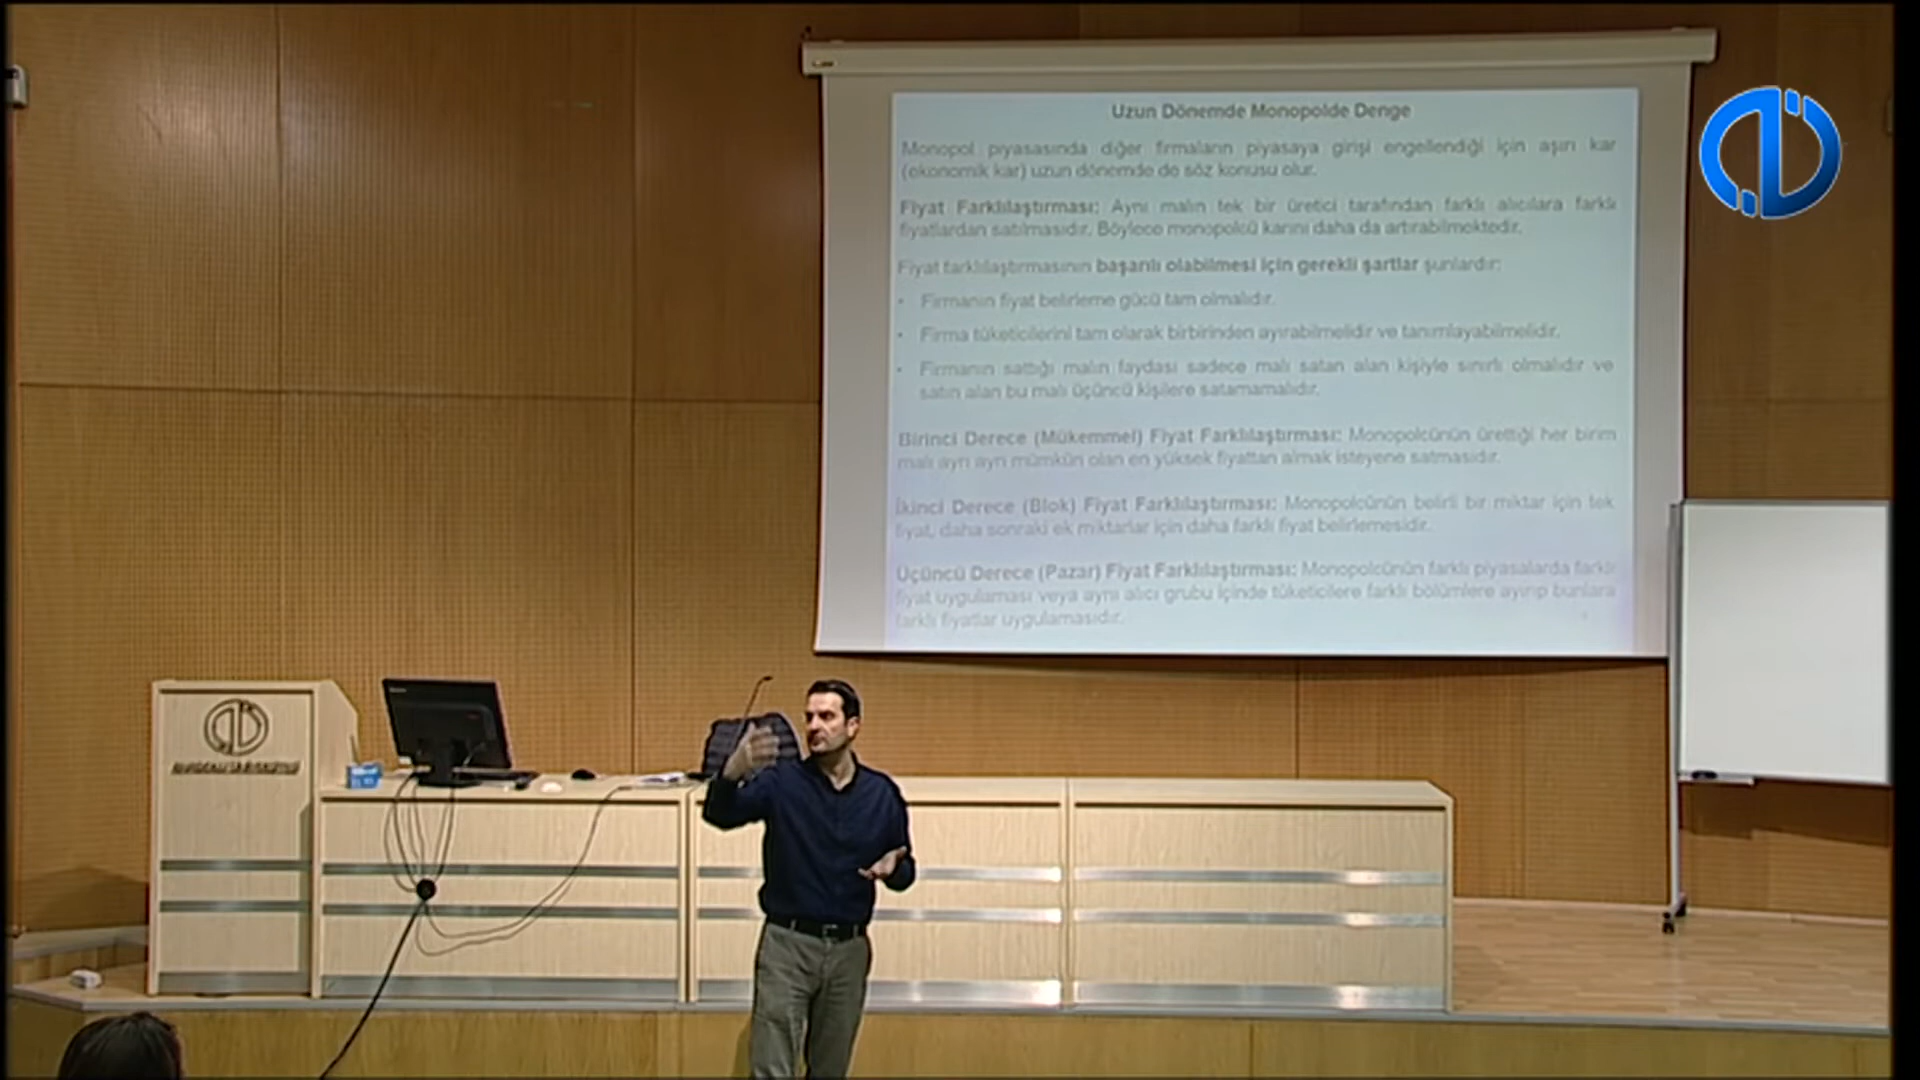 Uzun Dönemde Monopolde Denge
Monopol piyasasında diğer firmaların piyasaya girişi engellendiği için aşırı kar
(ekonomik kar) uzun dönemde de söz konusu olur.
Fiyat Farklılaştırması: Aynı malın tek bir üretici tarafından farklı alıcılara farklı
fiyatlardan satılmasıdır. Böylece monopolcü karını daha da artırabilmektedir.
Fiyat farklılaştırmasının başarılı olabilmesi için gerekli şartlar şunlardır:
• Firmanın fiyat belirleme gücü tam olmalıdır.
• Firma tüketicilerini tam olarak birbirinden ayırabilmelidir ve tanımlayabilmelidir.
• Firmanın sattığı malın faydası sadece malı satan alan kişiyle sınırlı olmalıdır ve
satın alan bu malı üçüncü kişilere satamamalıdır.
Birinci Derece (Mükemmel) Fiyat Farklılaştırması: Monopolcünün ürettiği her birim
malı ayrı ayrı mümkün olan en yüksek fiyattan almak isteyene satmasıdır.
İkinci Derece (Blok) Fiyat Farklılaştırması: Monopolcünün belirli bir miktar için tek
fiyat, daha sonraki ek miktarlar için daha farklı fiyat belirlemesidir.
Üçüncü Derece (Pazar) Fiyat Farklılaştırması: Monopolcünün farklı piyasalarda farklı
fiyat uygulaması veya aynı alıcı grubu içinde tüketicilere farklı bölümlere ayırıp bunlara
farklı fiyatlar uygulamasıdır.